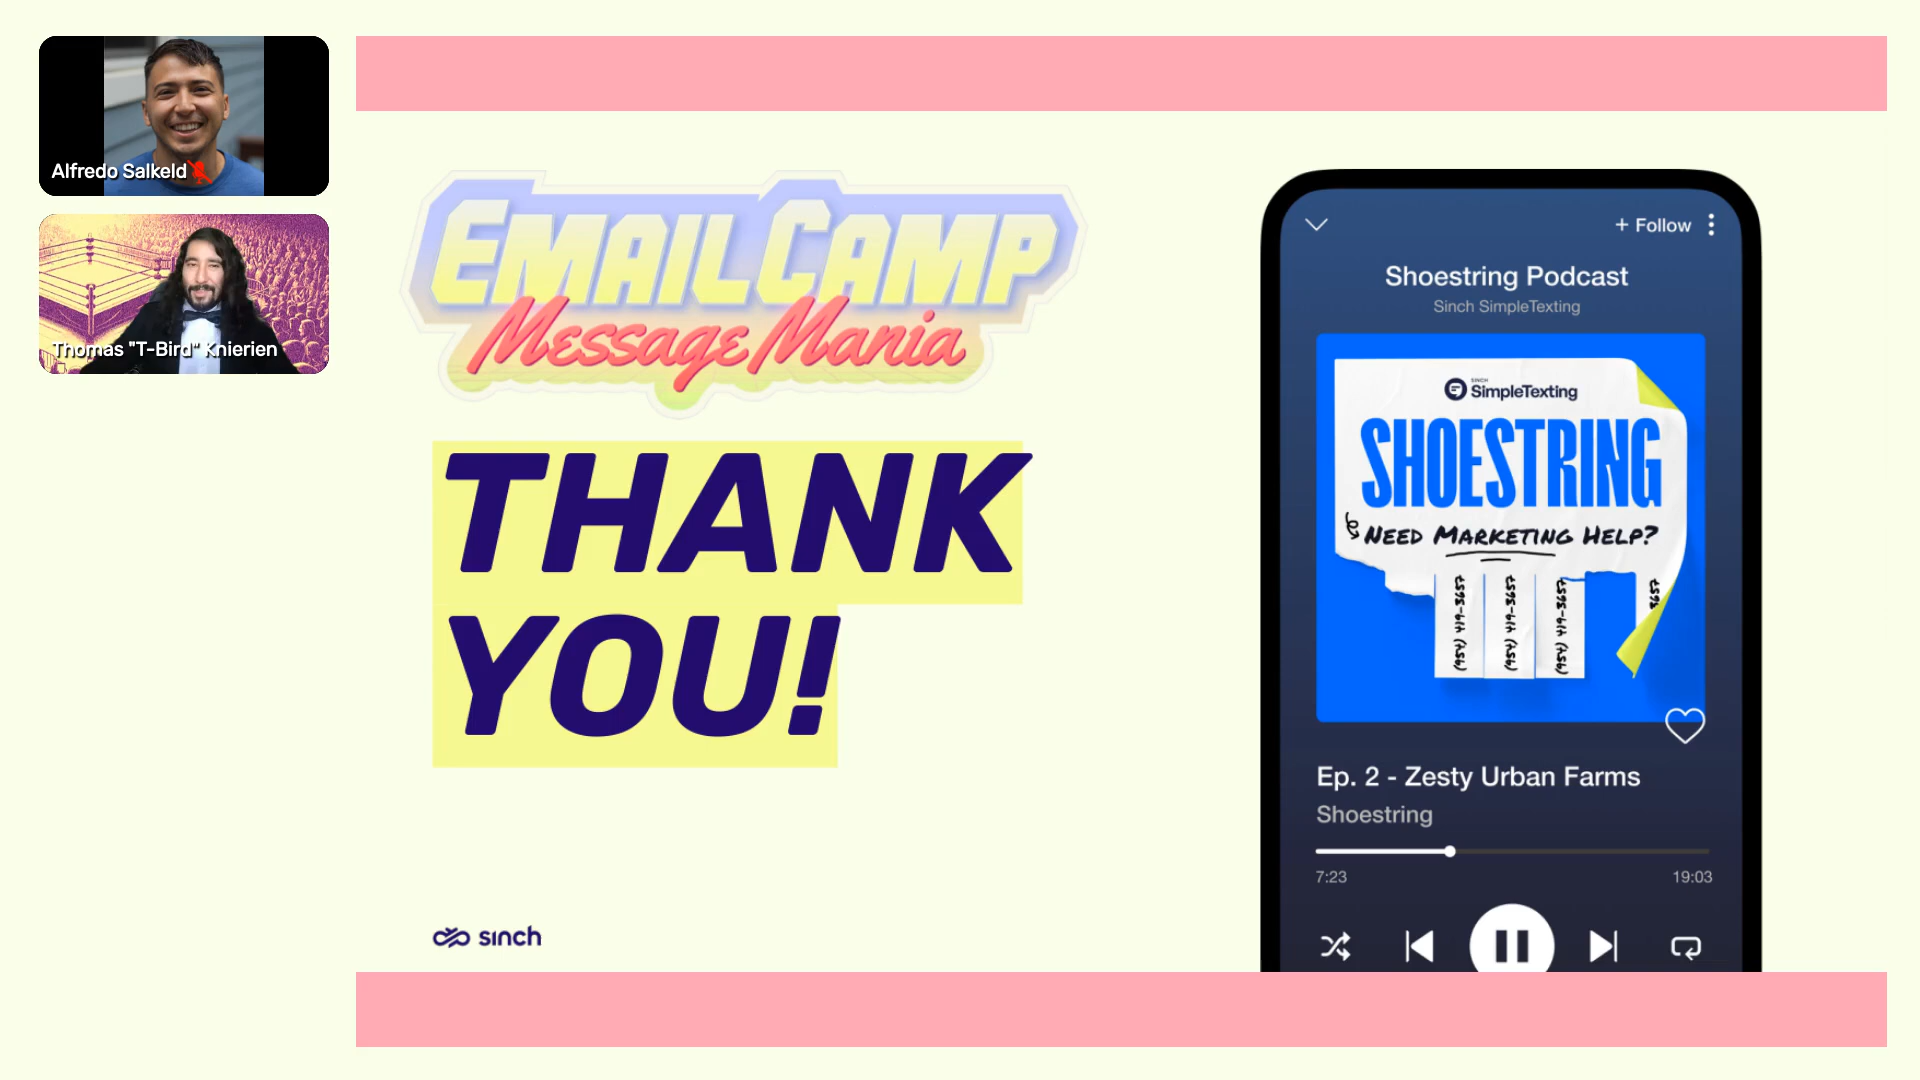 Alfredo Salkeld
Thomas "T-Bird" Knierien
EMAIL CAMP
Message Mania
THANK
YOU!
sinch
+ Follow
Shoestring Podcast
Sinch SimpleTexting
SINCH
SimpleTexting
SHOESTRING
NEED MARKETING HELP?
Ep. 2 - Zesty Urban Farms
Shoestring
7:23
19:03